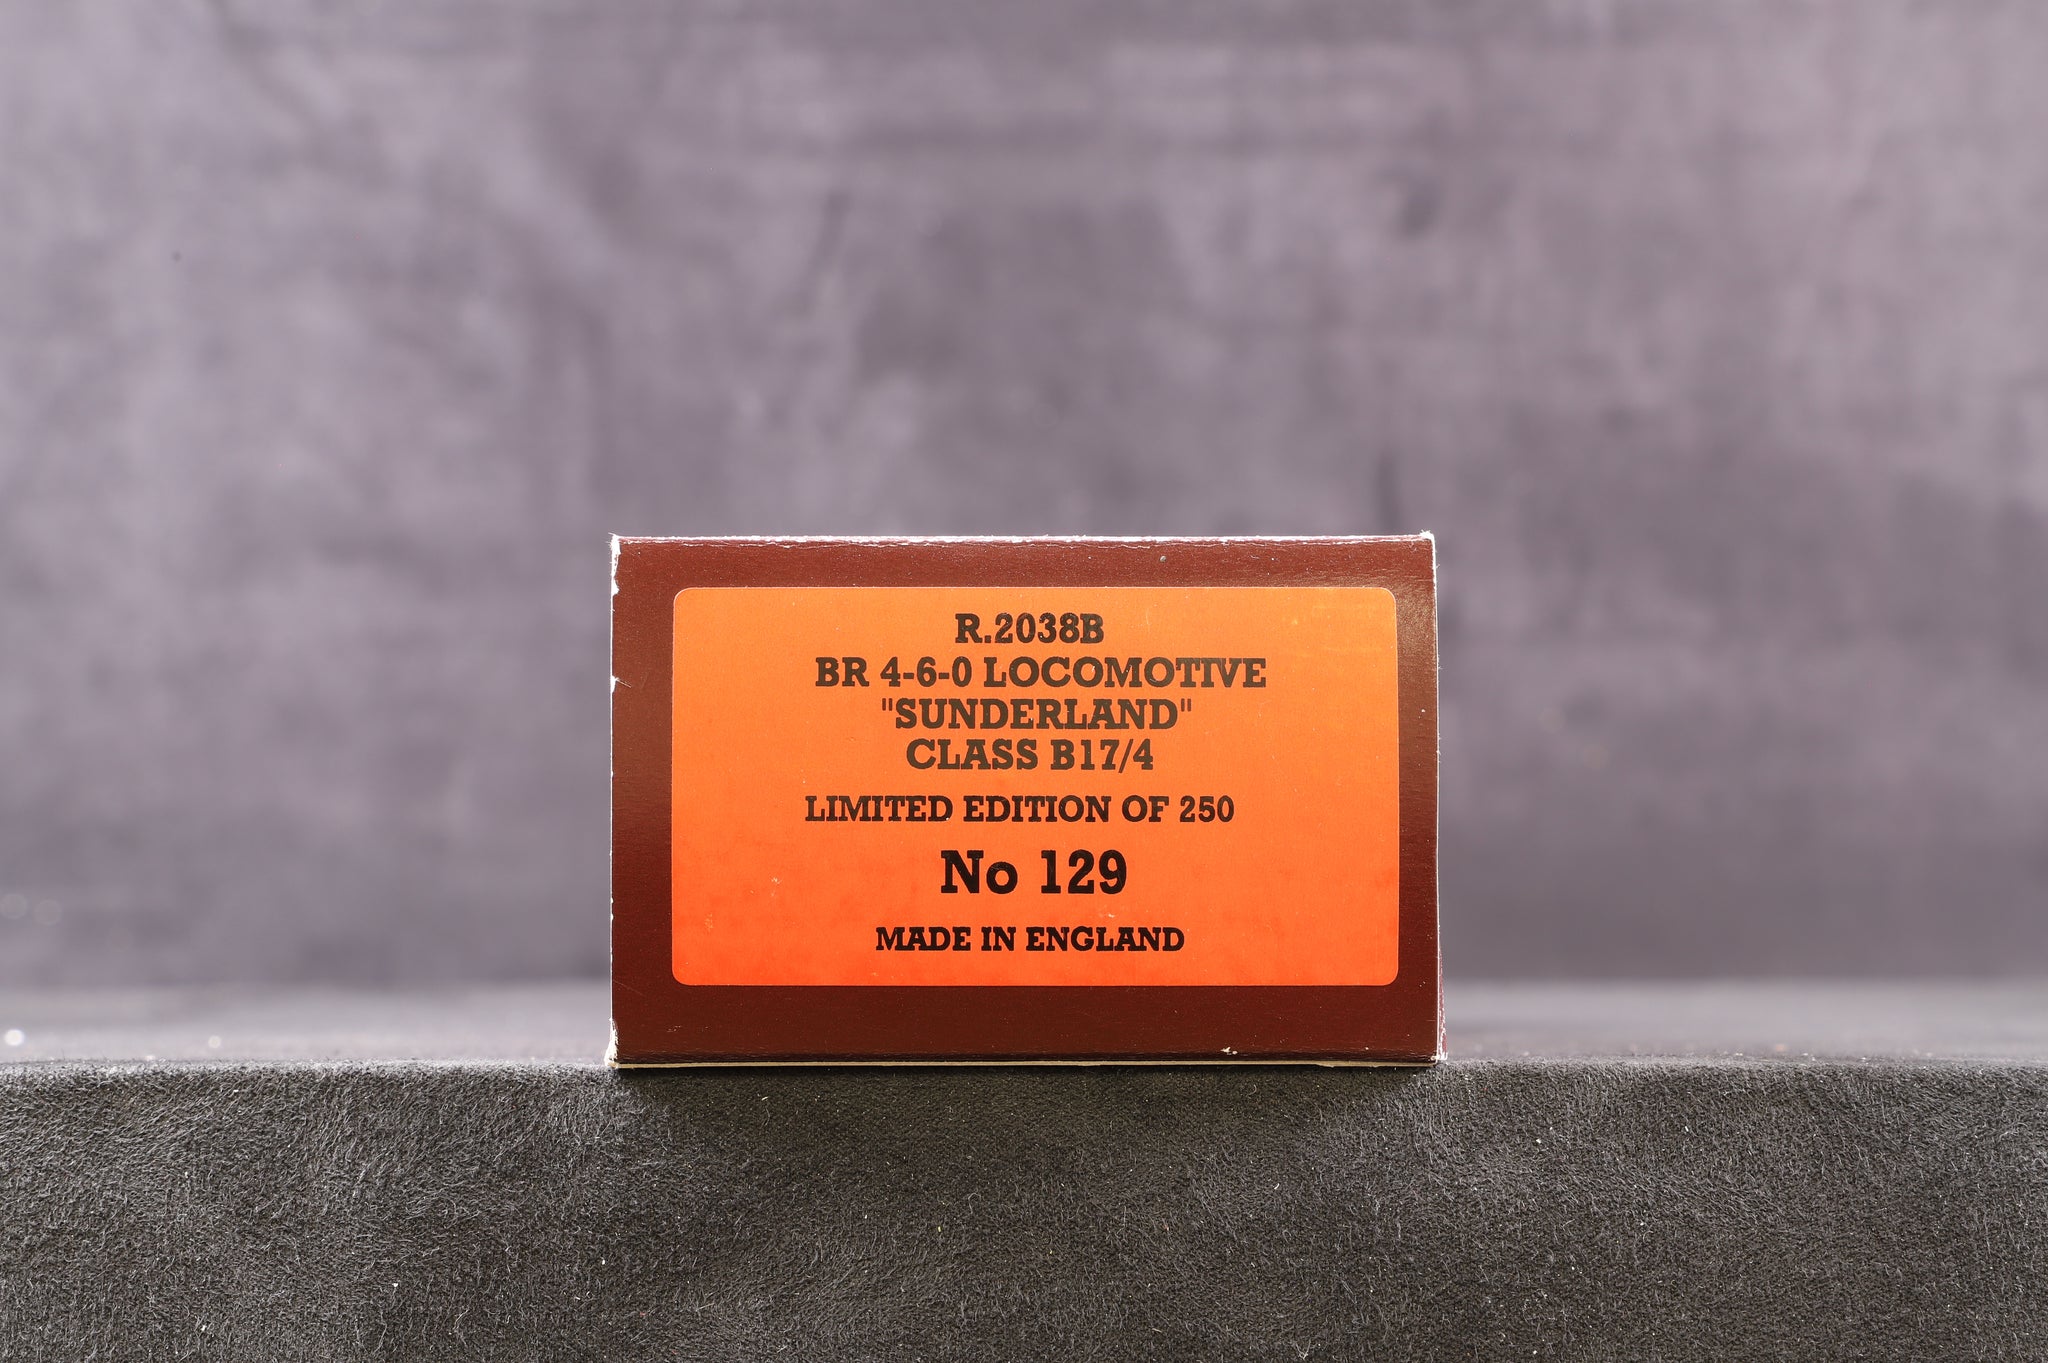 R.2038B
BR 4-6-0 LOCOMOTIVE
"SUNDERLAND"
CLASS B17/4
LIMITED EDITION OF 250
No 129
MADE IN ENGLAND